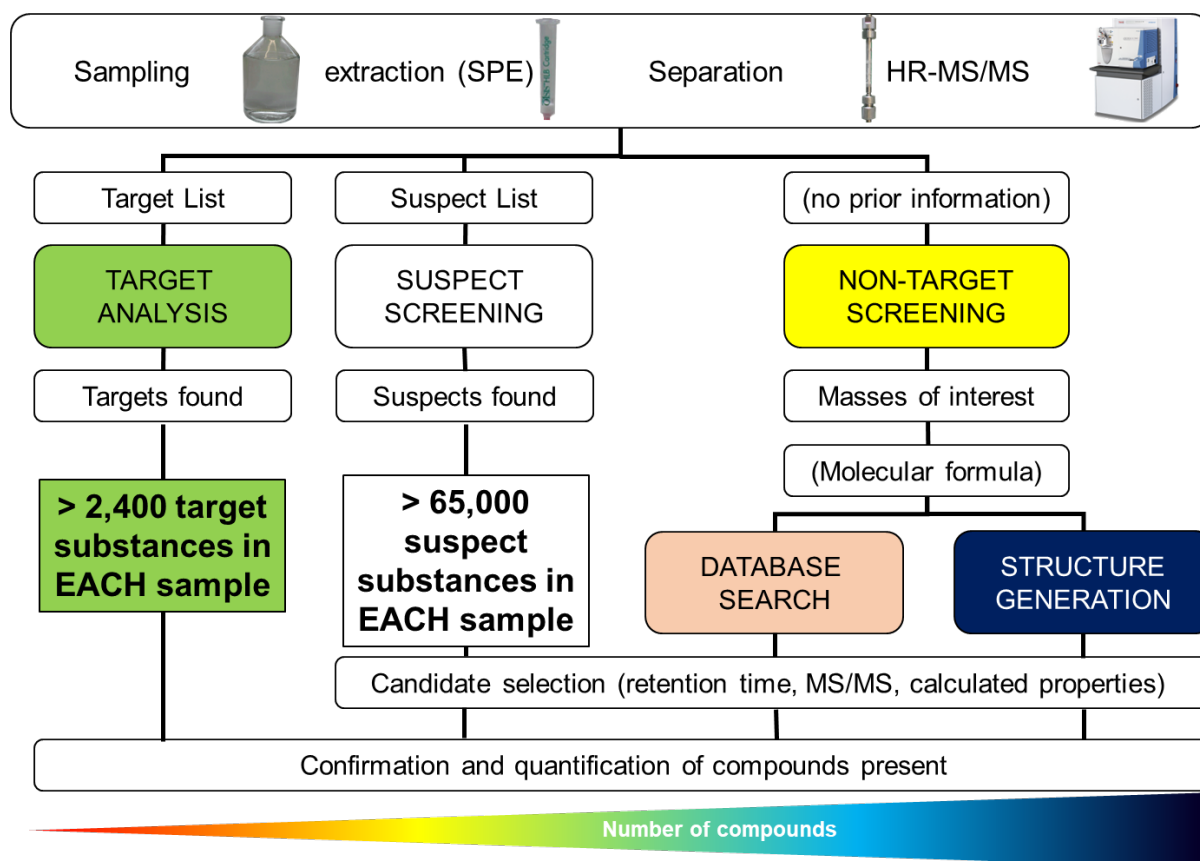 Sampling
extraction (SPE)
Separation
HR-MS/MS
Target List
Suspect List
(no prior information)
TARGET
ANALYSIS
SUSPECT
SCREENING
NON-TARGET
SCREENING
Targets found
Suspects found
Masses of interest
(Molecular formula)
> 2,400 target
substances in
EACH sample
> 65,000
suspect
substances in
EACH sample
DATABASE
SEARCH
STRUCTURE
GENERATION
Candidate selection (retention time, MS/MS, calculated properties)
Confirmation and quantification of compounds present
Number of compounds